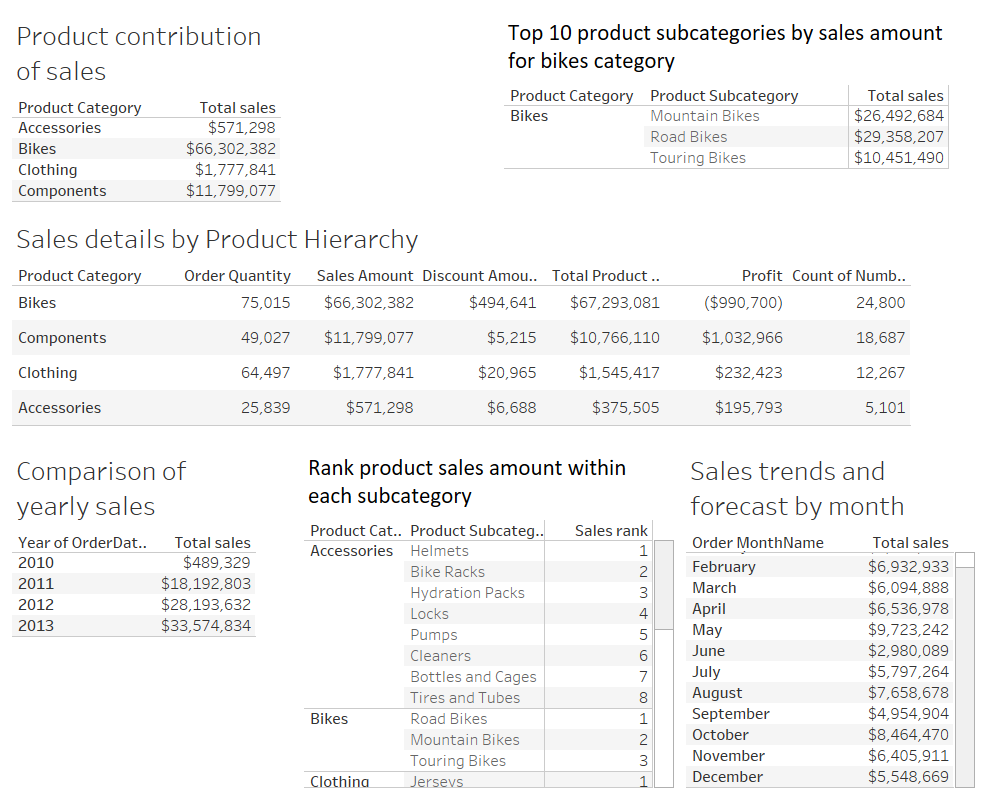 Product contribution
of sales
Product Category Total sales
Accessories $571,298
Bikes $66,302,382
Clothing $1,777,841
Components $11,799,077
Top 10 product subcategories by sales amount
for bikes category
Product Category Product Subcategory Total sales
Bikes Mountain Bikes $26,492,684
Road Bikes $29,358,207
Touring Bikes $10,451,490
Sales details by Product Hierarchy
Product Category Order Quantity Sales Amount Discount Amou.. Total Product .. Profit Count of Numb..
Bikes 75,015 $66,302,382 $494,641 $67,293,081 ($990,700) 24,800
Components 49,027 $11,799,077 $5,215 $10,766,110 $1,032,966 18,687
Clothing 64,497 $1,777,841 $20,965 $1,545,417 $232,423 12,267
Accessories 25,839 $571,298 $6,688 $375,505 $195,793 5,101
Comparison of
yearly sales
Year of OrderDat.. Total sales
2010 $489,329
2011 $18,192,803
2012 $28,193,632
2013 $33,574,834
Rank product sales amount within
each subcategory
Product Cat.. Product Subcateg.. Sales rank
Accessories Helmets 1
Bike Racks 2
Hydration Packs 3
Locks 4
Pumps 5
Cleaners 6
Bottles and Cages 7
Tires and Tubes 8
Bikes Road Bikes 1
Mountain Bikes 2
Touring Bikes 3
Clothing Jerseys 1
Sales trends and
forecast by month
Order MonthName Total sales
February $6,932,933
March $6,094,888
April $6,536,978
May $9,723,242
June $2,980,089
July $5,797,264
August $7,658,678
September $4,954,904
October $8,464,470
November $6,405,911
December $5,548,669